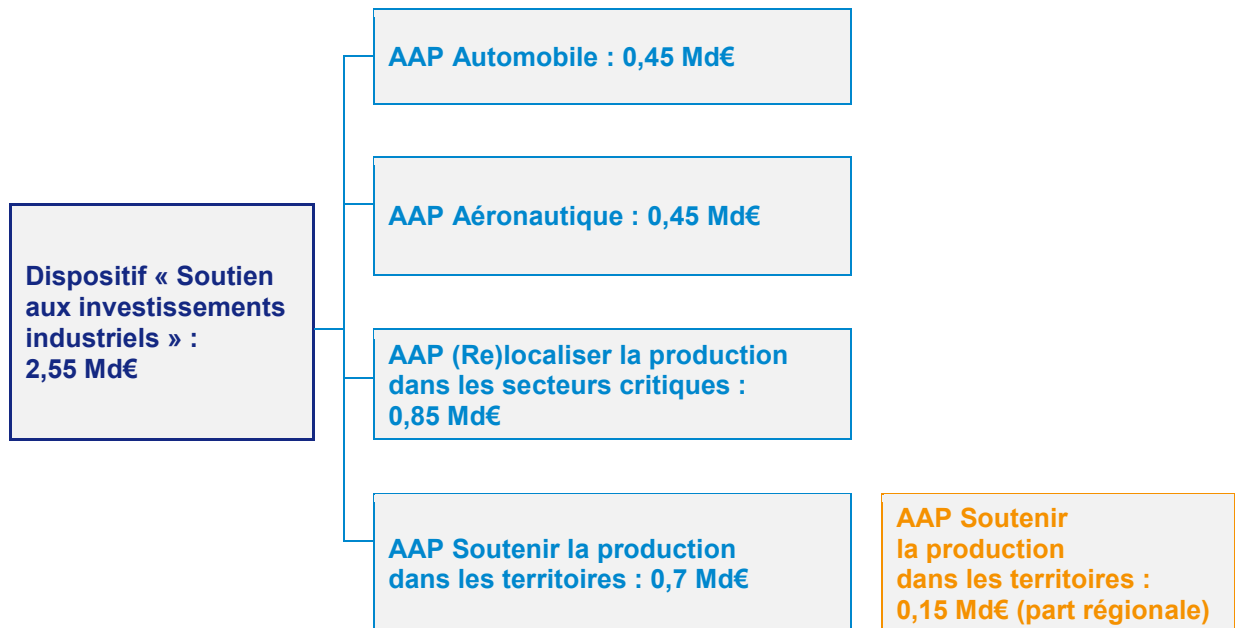 AAP Automobile : 0,45 Md€
AAP Aéronautique : 0,45 Md€
Dispositif « Soutien
aux investissements
industriels » :
2,55 Md€
AAP (Re)localiser la production
dans les secteurs critiques :
0,85 Md€
AAP Soutenir la production
dans les territoires : 0,7 Md€
AAP Soutenir
la production
dans les territoires :
0,15 Md€ (part régionale)